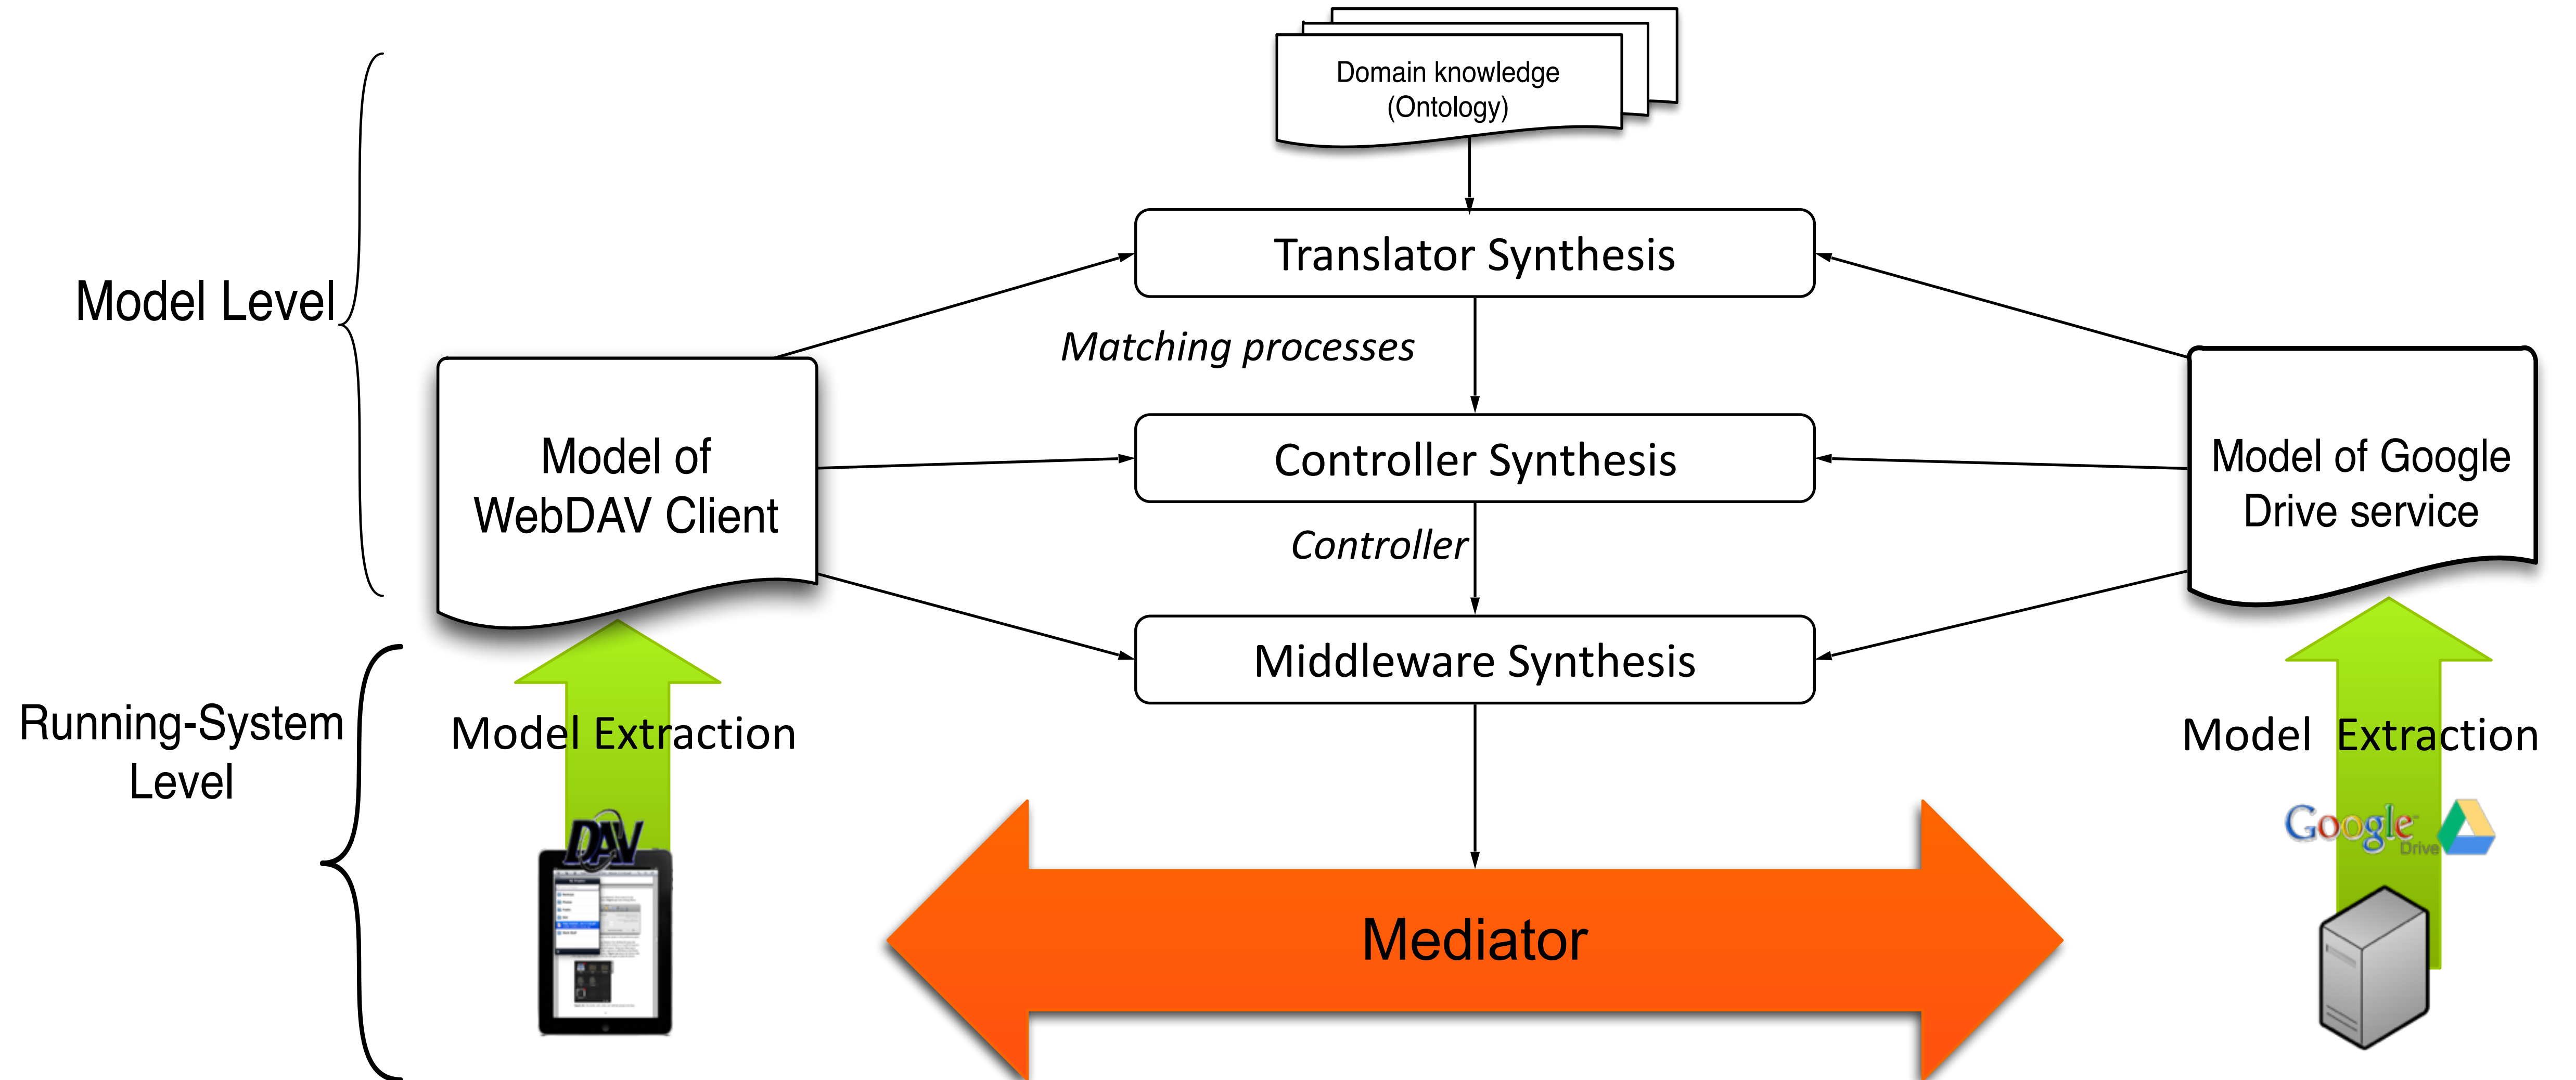 Domain knowledge
(Ontology)
Translator Synthesis
Model Level
Matching processes
Model of
WebDAV Client
Controller Synthesis
Model of Google
Drive service
Controller
Middleware Synthesis
Running-System
Level
Model Extraction
Model Extraction
DAV
Google
Drive
Mediator